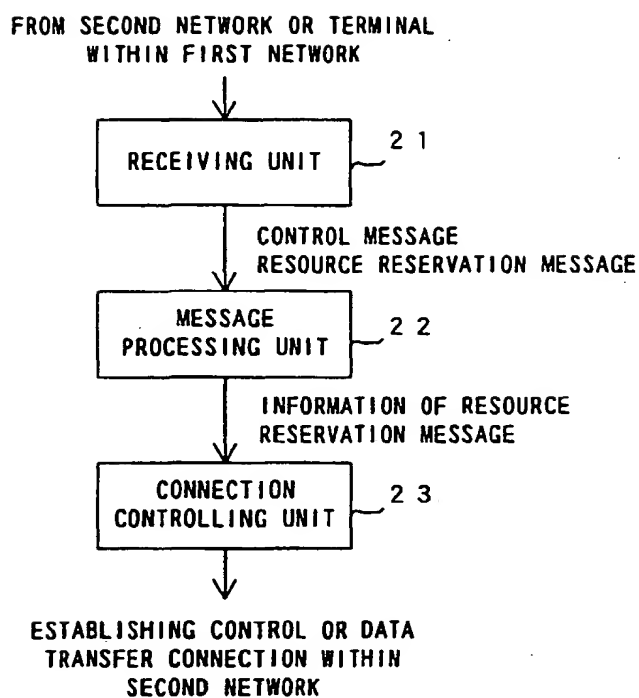 FROM SECOND NETWORK OR TERMINAL
WITHIN FIRST NETWORK
RECEIVING UNIT
21
CONTROL MESSAGE
RESOURCE RESERVATION MESSAGE
MESSAGE
PROCESSING UNIT
22
INFORMATION OF RESOURCE
RESERVATION MESSAGE
CONNECTION
CONTROLLING UNIT
23
ESTABLISHING CONTROL OR DATA
TRANSFER CONNECTION WITHIN
SECOND NETWORK